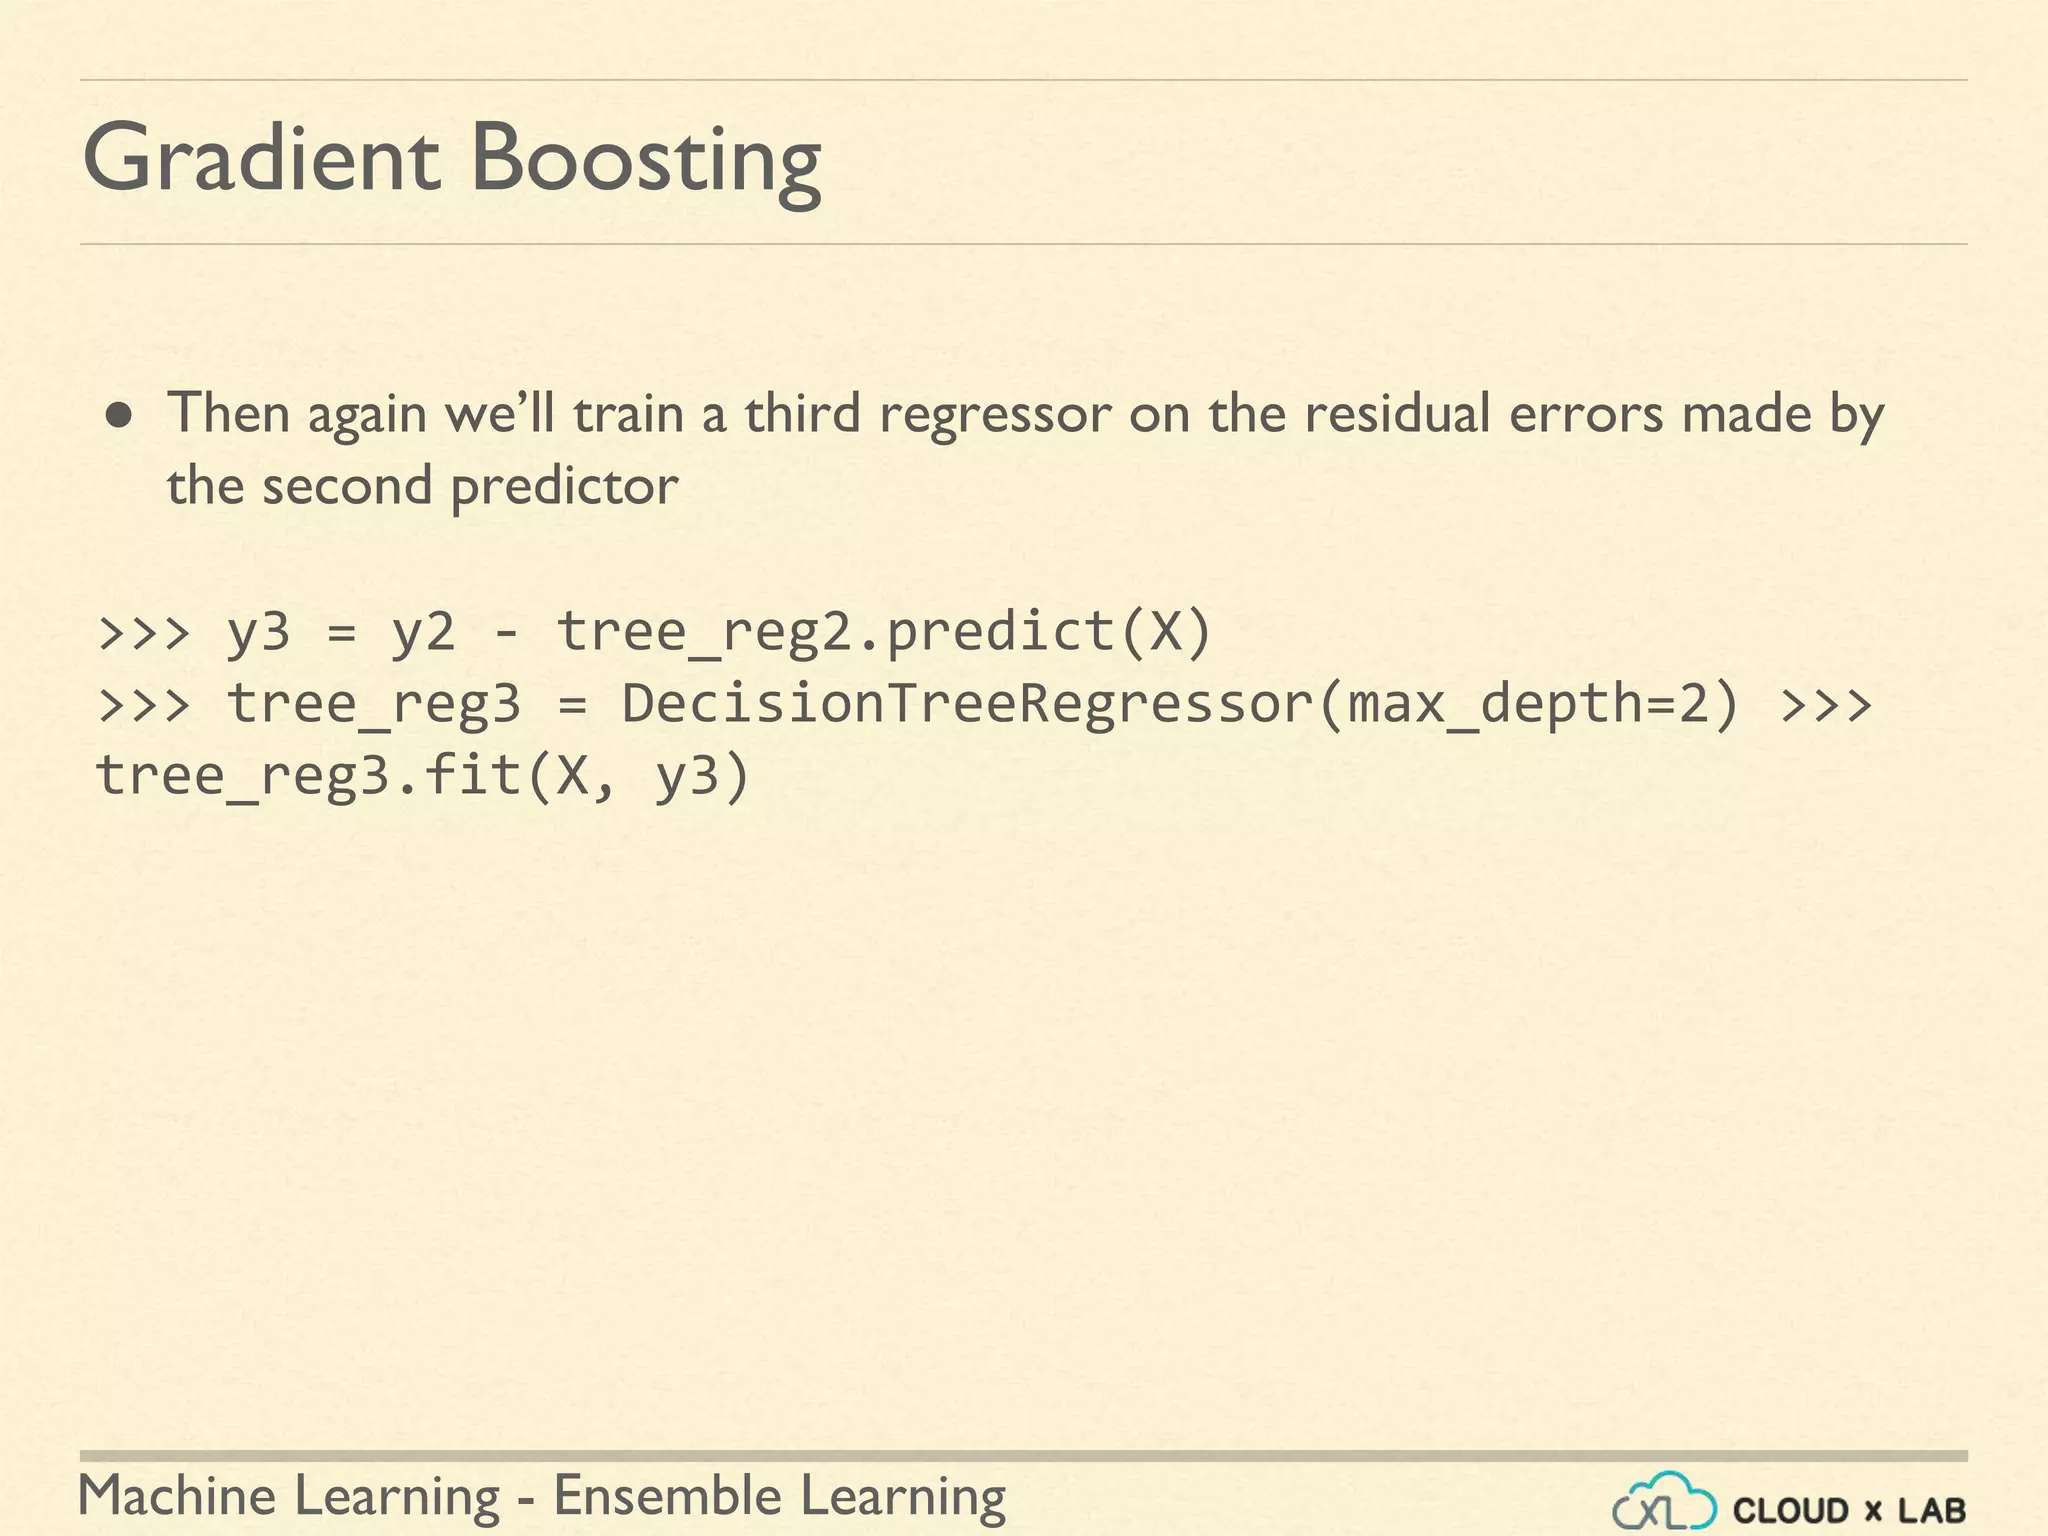 Gradient Boosting
● Then again we’ll train a third regressor on the residual errors made by
the second predictor
>>> y3 = y2 - tree_reg2.predict(X)
>>> tree_reg3 = DecisionTreeRegressor(max_depth=2) >>>
tree_reg3.fit(X, y3)
Machine Learning - Ensemble Learning
CXL CLOUD x LAB